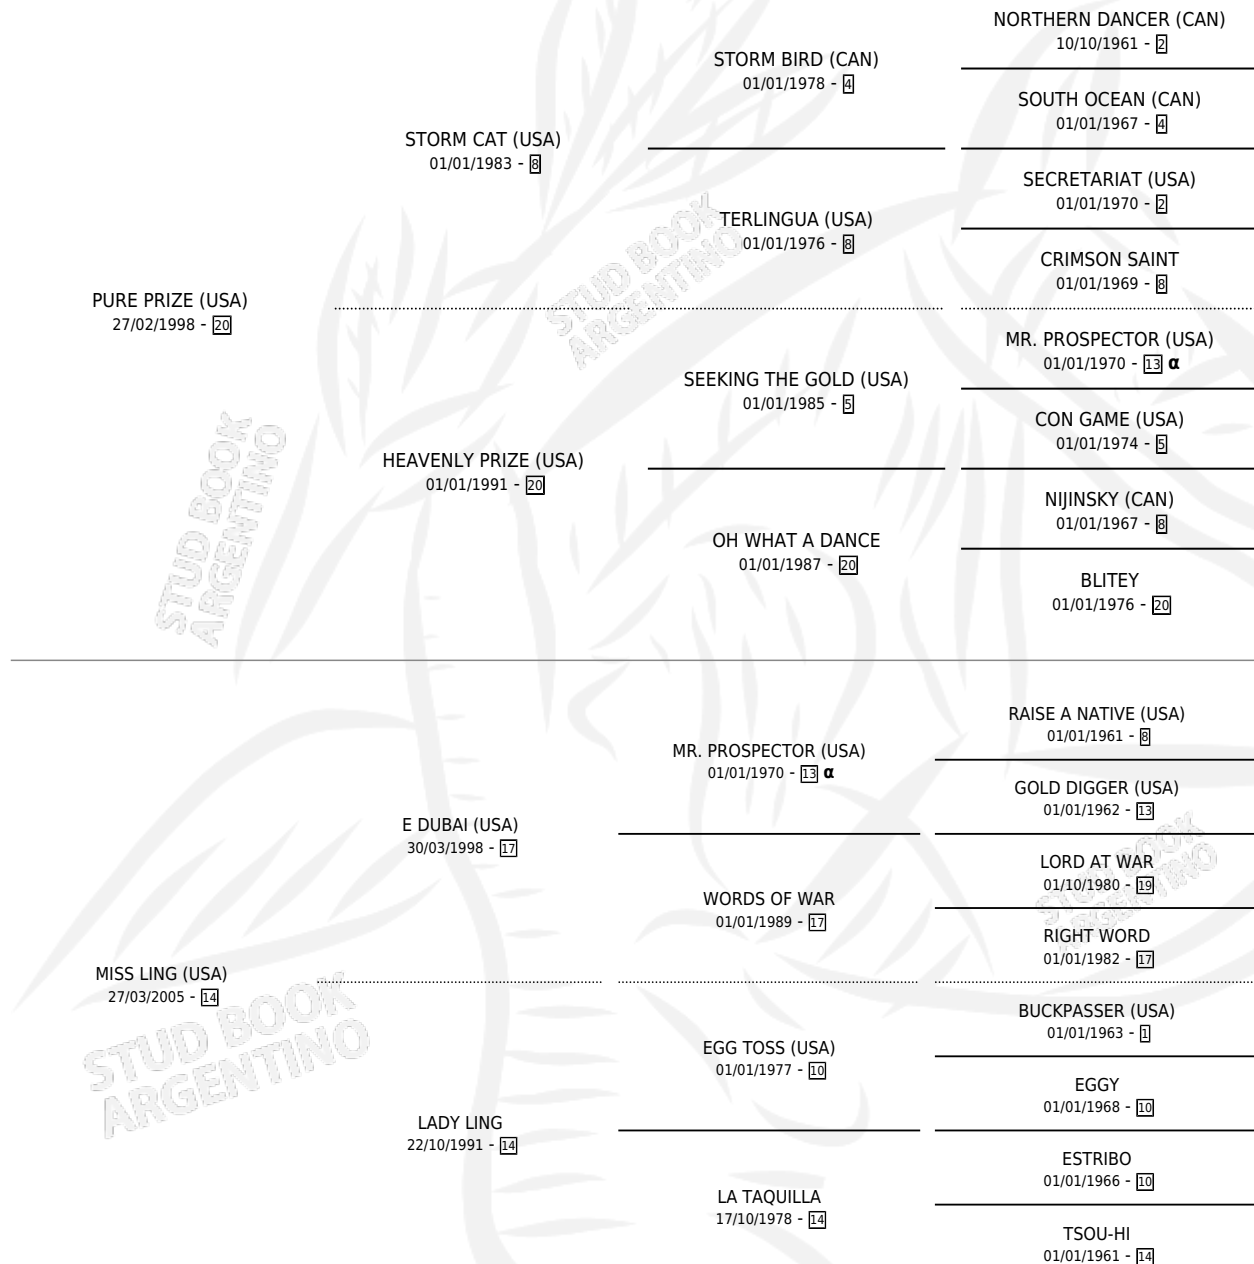 NORTHERN DANCER (CAN)
10/10/1961 - 2
STORM BIRD (CAN)
01/01/1978 - 4
SOUTH OCEAN (CAN)
01/01/1967 - 4
STORM CAT (USA)
01/01/1983 - 8
SECRETARIAT (USA)
01/01/1970 - 2
TERLINGUA (USA)
01/01/1976 - 8
CRIMSON SAINT
01/01/1969 - 8
PURE PRIZE (USA)
27/02/1998 - 20
MR. PROSPECTOR (USA)
01/01/1970 - 13 α
SEEKING THE GOLD (USA)
01/01/1985 - 5
CON GAME (USA)
01/01/1974 - 5
HEAVENLY PRIZE (USA)
01/01/1991 - 20
NIJINSKY (CAN)
01/01/1967 - 8
OH WHAT A DANCE
01/01/1987 - 20
BLITEY
01/01/1976 - 20
RAISE A NATIVE (USA)
01/01/1961 - 8
MR. PROSPECTOR (USA)
01/01/1970 - 13 α
GOLD DIGGER (USA)
01/01/1962 - 13
E DUBAI (USA)
30/03/1998 - 17
LORD AT WAR
01/10/1980 - 19
WORDS OF WAR
01/01/1989 - 17
RIGHT WORD
01/01/1982 - 17
MISS LING (USA)
27/03/2005 - 14
BUCKPASSER (USA)
01/01/1963 - 1
EGG TOSS (USA)
01/01/1977 - 10
EGGY
01/01/1968 - 10
LADY LING
22/10/1991 - 14
ESTRIBO
01/01/1966 - 10
LA TAQUILLA
17/10/1978 - 14
TSOU-HI
01/01/1961 - 14
STUD BOOK
ARGENTINO
STUD BOOK
ARGENTINO
STUD BOOK
ARGENTINO
STUD BOOK
ARGENTINO